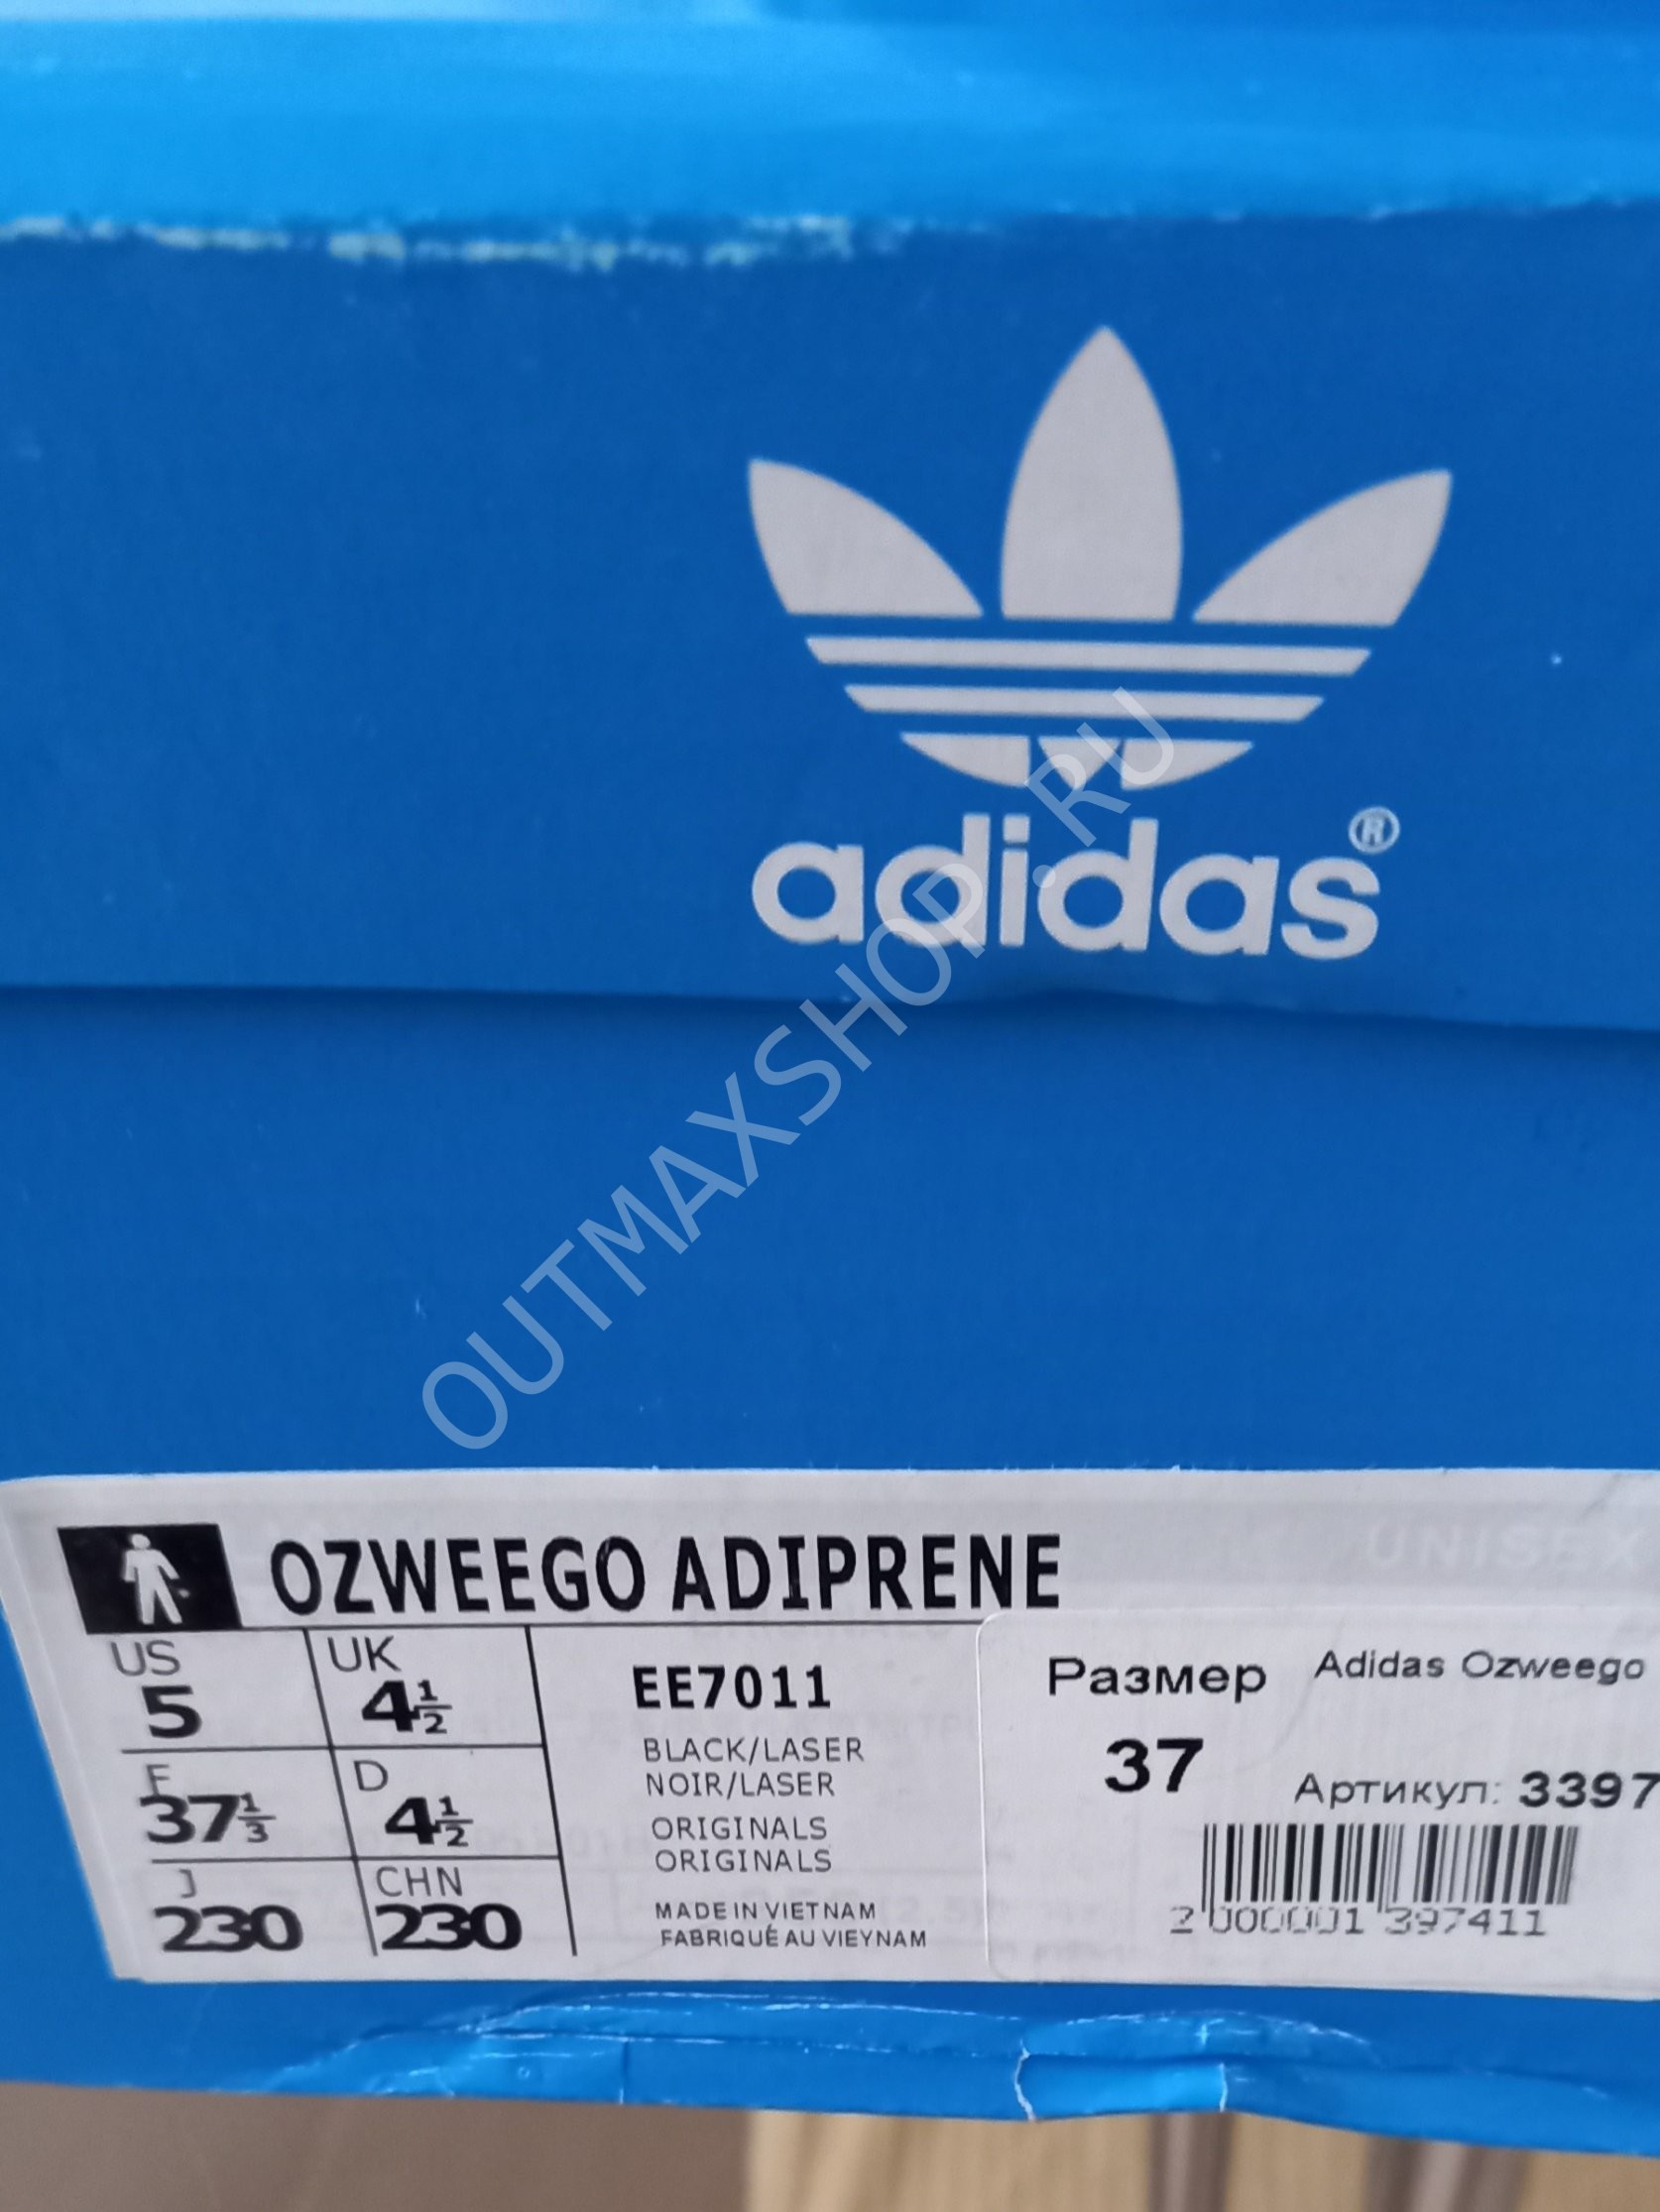 adidas®
OUTMAXSHOP.RU
UNISEX
OZWEEGO ADIPRENE
US
5
UK
4½
F
37⅓
D
4½
J
230
CHN
230
EE7011
BLACK/LASER
NOIR/LASER
ORIGINALS
ORIGINALS
MADE IN VIETNAM
FABRIQUÉ AU VIEYNAM
Размер
37
Adidas Ozweego
Артикул: 3397
2 000001 397411